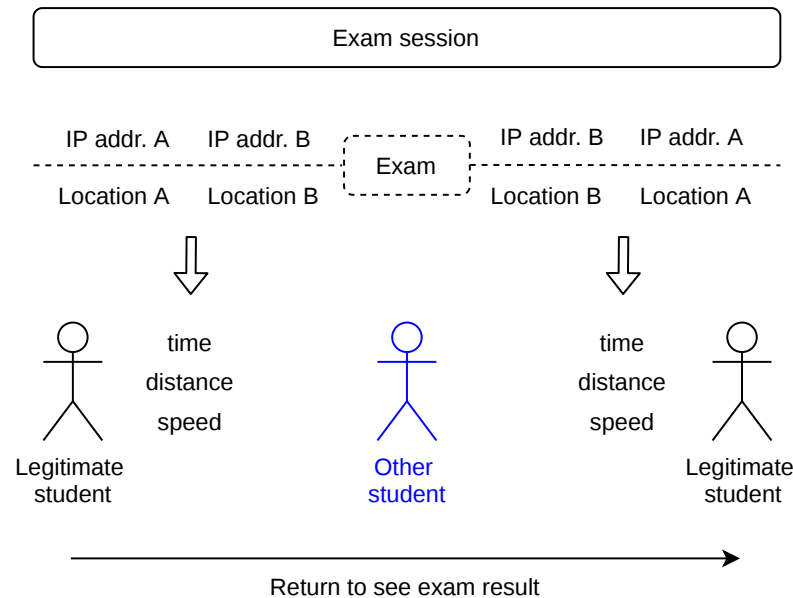 Exam session
IP addr. A IP addr. B IP addr. B IP addr. A
Exam
Location A Location B Location B Location A
time time
distance distance
speed speed
Legitimate Other Legitimate
student student student
Return to see exam result